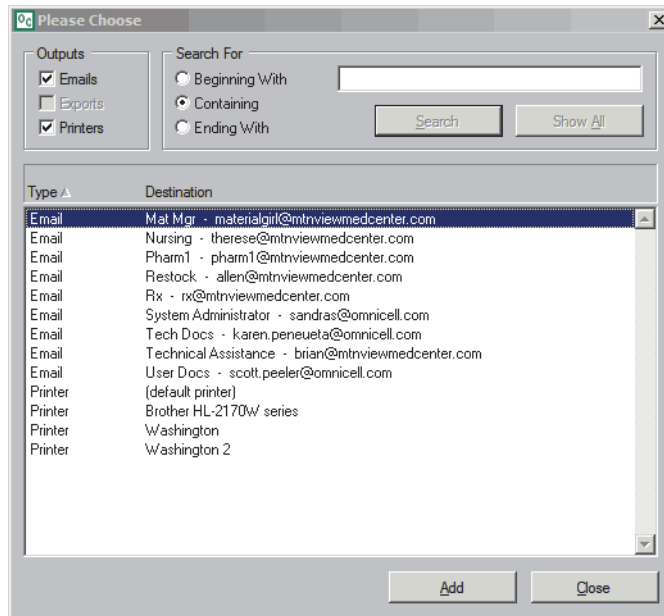 Please Choose
Outputs
Emails
Exports
Printers
Search For
Beginning With
Containing
Ending With
Search
Show All
Type Destination
Email Mat Mgr - materialgirl@mtnviewmedcenter.com
Email Nursing - therese@mtnviewmedcenter.com
Email Pharm1 - pharm1@mtnviewmedcenter.com
Email Restock - allen@mtnviewmedcenter.com
Email Rx - rx@mtnviewmedcenter.com
Email System Administrator - sandras@omnicell.com
Email Tech Docs - karen.peneueta@omnicell.com
Email Technical Assistance - brian@mtnviewmedcenter.com
Email User Docs - scott.peeler@omnicell.com
Printer (default printer)
Printer Brother HL-2170W series
Printer Washington
Printer Washington 2
Add Close